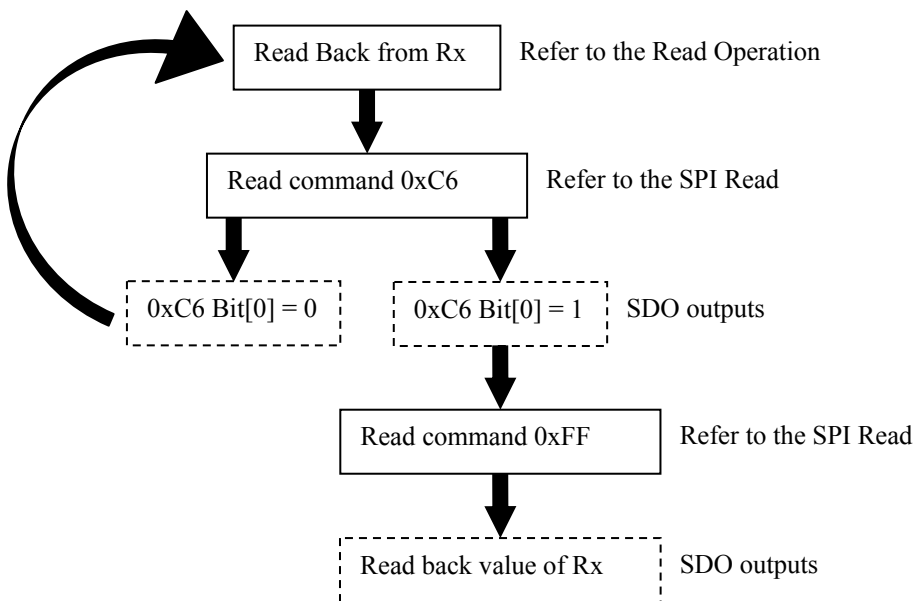 Read Back from Rx
Refer to the Read Operation
Read command 0xC6
Refer to the SPI Read
0xC6 Bit[0] = 0
0xC6 Bit[0] = 1
SDO outputs
Read command 0xFF
Refer to the SPI Read
Read back value of Rx
SDO outputs